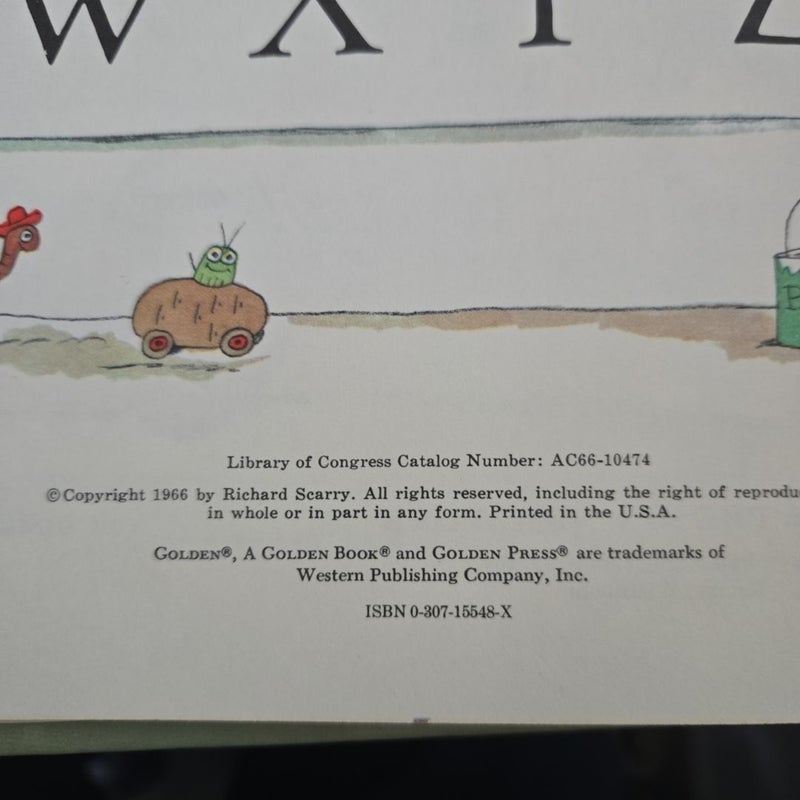 W X Y Z
Library of Congress Catalog Number: AC66-10474
©Copyright 1966 by Richard Scarry. All rights reserved, including the right of
in whole or in part in any form. Printed in the U.S.A.
GOLDEN®, A GOLDEN BOOK® and GOLDEN PRESS® are trademarks of
Western Publishing Company, Inc.
ISBN 0-307-15548-X